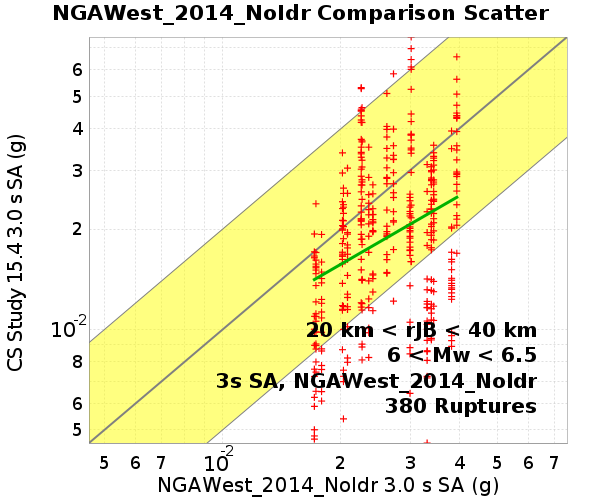 NGAWest_2014_NoIdr Comparison Scatter
CS Study 15.4 3.0 s SA (g)
6
5
4
3
2
10-2
8
6
5
20 km < rJB < 40 km
6 < Mw < 6.5
3s SA, NGAWest_2014_NoIdr
380 Ruptures
5 6 7 10-2 2 3 4 5 6 7
NGAWest_2014_NoIdr 3.0 s SA (g)